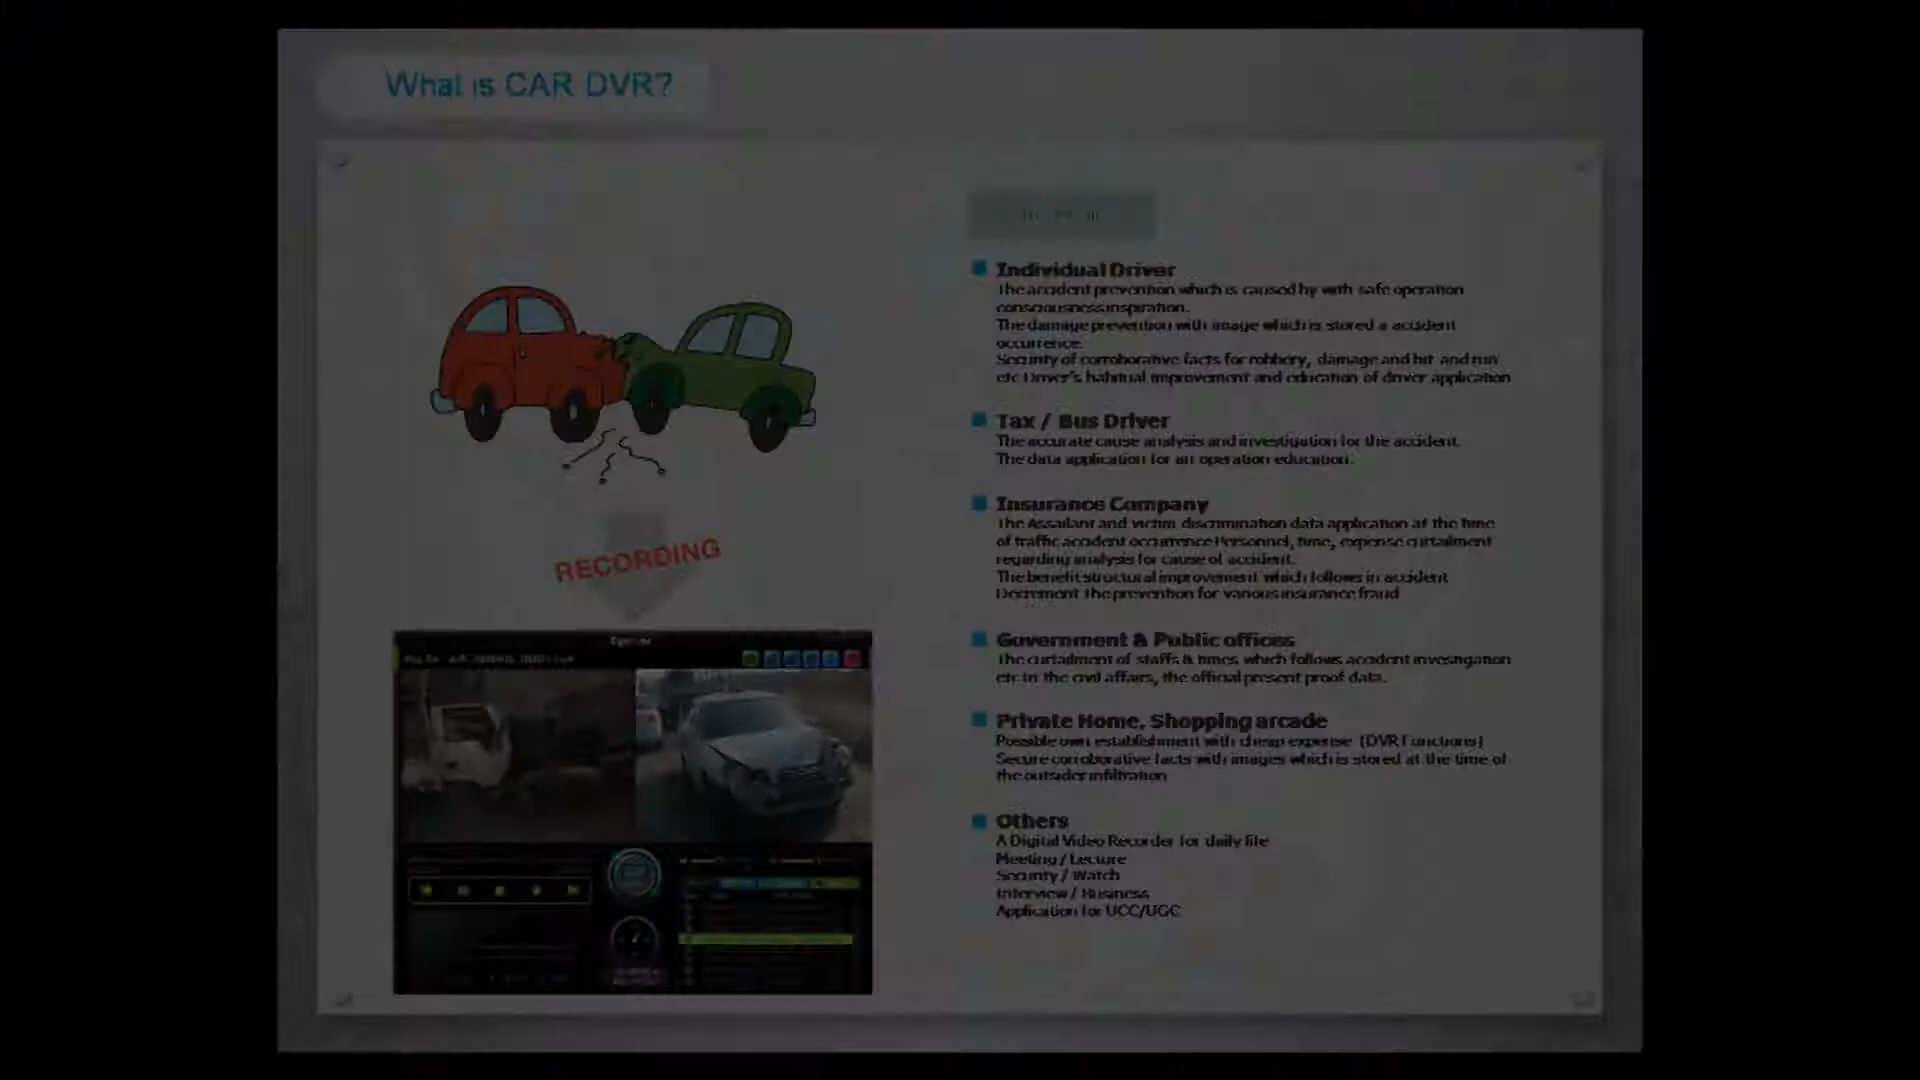 What is CAR DVR?
Individual Driver
The accident prevention which is caused by with safe operation
consciousness inspiration.
The damage prevention with image which is stored a accident
occurrence.
Security of corroborative facts for robbery, damage and hit and run
etc Driver's habitual improvement and education of driver application
Tax / Bus Driver
The accurate cause analysis and investigation for the accident.
The data application for an operation education.
Insurance Company
The Assailant and victim discrimination data application at the time
of traffic accident occurrence Personnel, time, expense curtailment
regarding analysis for cause of accident.
The benefit structural improvement which follows in accident
Decrement The prevention for various insurance fraud
Government & Public offices
The curtailment of staffs & times which follows accident investigation
etc in the civil affairs, the official present proof data.
Private Home, Shopping arcade
Possible own establishment with cheap expense (DVR Functions)
Secure corroborative facts with images which is stored at the time of
the outsider infiltration
Others
A Digital Video Recorder for daily life
Meeting / Lecture
Security / Watch
Interview / Business
Application for UCC/UGC
RECORDING